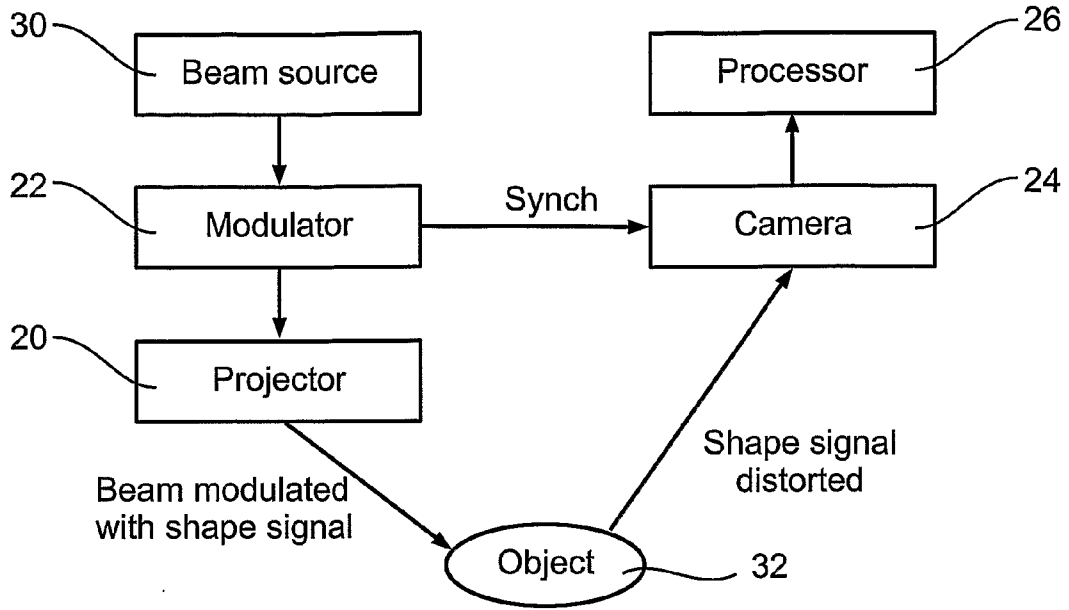 30
Beam source
26
Processor
22
Modulator
Synch
24
Camera
20
Projector
Beam modulated
with shape signal
Shape signal
distorted
Object
32